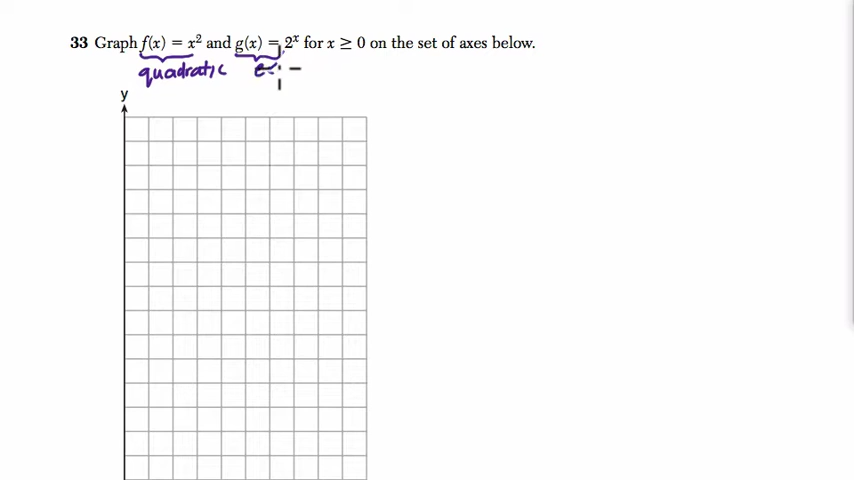 33 Graph f(x) = x² and g(x) = 2ˣ for x ≥ 0 on the set of axes below.
quadratic
y